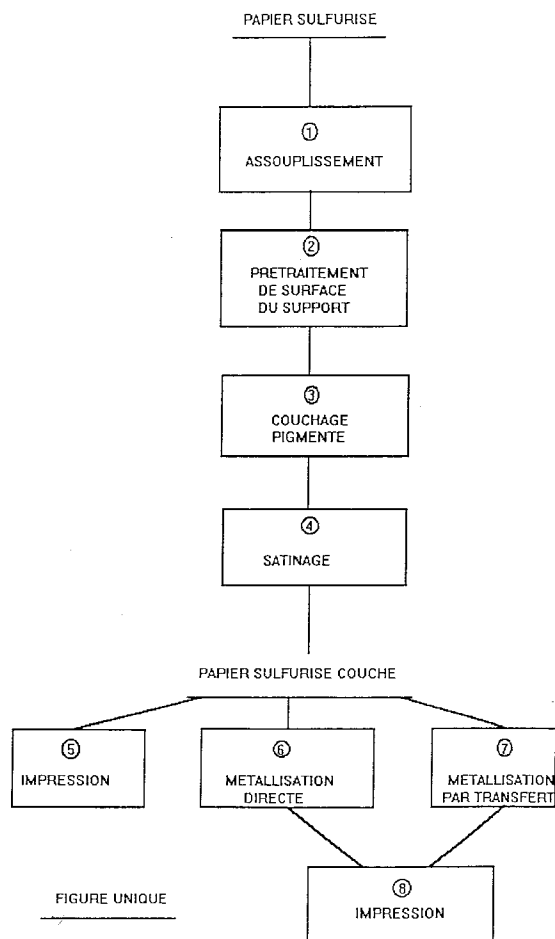 PAPIER SULFURISE
①
ASSOUPLISSEMENT
②
PRETRAITEMENT
DE SURFACE
DU SUPPORT
③
COUCHAGE
PIGMENTE
④
SATINAGE
PAPIER SULFURISE COUCHE
⑤
IMPRESSION
⑥
METALLISATION
DIRECTE
⑦
METALLISATION
PAR TRANSFERT
⑧
IMPRESSION
FIGURE UNIQUE